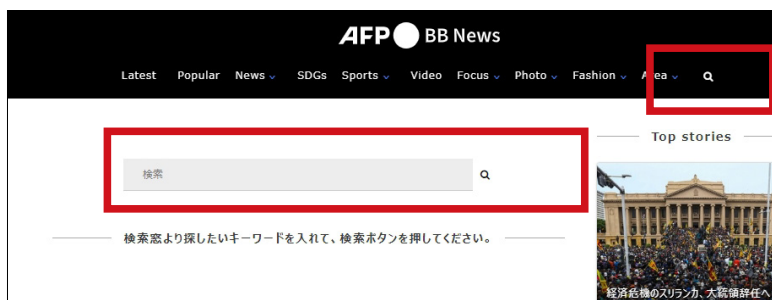 AFP BB News
Latest Popular News SDGs Sports Video Focus Photo Fashion Area
検索
Top stories
検索窓より探したいキーワードを入れて、検索ボタンを押してください。
経済危機のスリランカ、大統領辞任へ